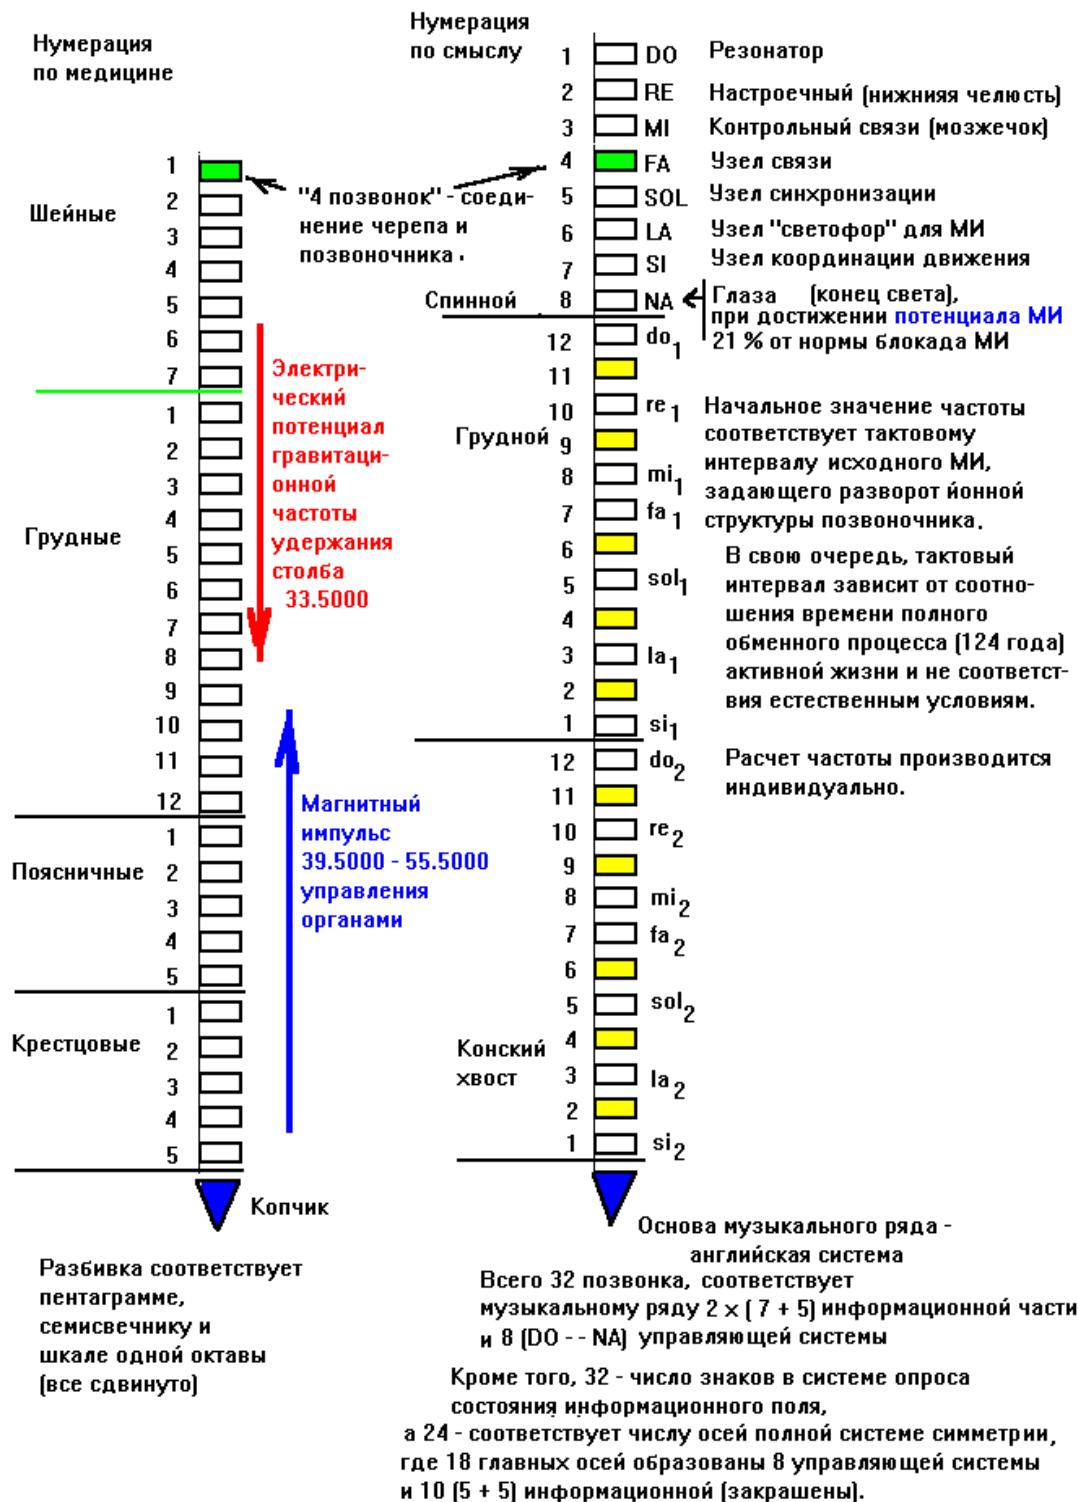 Нумерация
по медицине
Шейные
1
2
3
4
5
6
7
Грудные
1
2
3
4
5
6
7
8
9
10
11
12
Поясничные
1
2
3
4
5
Крестцовые
1
2
3
4
5
Копчик
"4 позвонок" - соеди-
нение черепа и
позвоночника.
Электри-
ческий
потенциал
гравитаци-
онной
частоты
удержания
столба
33.5000
Магнитный
импульс
39.5000 - 55.5000
управления
органами
Разбивка соответствует
пентаграмме,
семисвечнику и
шкале одной октавы
(все сдвинуто)
Нумерация
по смыслу
1 DO Резонатор
2 RE Настроечный (нижнияя челюсть)
3 MI Контрольный связи (мозжечок)
4 FA Узел связи
5 SOL Узел синхронизации
6 LA Узел "светофор" для МИ
7 SI Узел координации движения
Спинной 8 NA Глаза (конец света),
при достижении потенциала МИ
21 % от нормы блокада МИ
12 do1
11
10 re1
Грудной 9
8 mi1
7 fa1
6
5 sol1
4
3 la1
2
1 si1
Начальное значение частоты
соответствует тактовому
интервалу исходного МИ,
задающего разворот йонной
структуры позвоночника.
В свою очередь, тактовый
интервал зависит от соотно-
шения времени полного
обменного процесса (124 года)
активной жизни и не соответст-
вия естественным условиям.
Расчет частоты производится
индивидуально.
12 do2
11
10 re2
9
8 mi2
7 fa2
6
5 sol2
Конский
хвост
4
3 la2
2
1 si2
Основа музыкального ряда -
английская система
Всего 32 позвонка, соответствует
музыкальному ряду 2 x ( 7 + 5) информационной части
и 8 (DO - - NA) управляющей системы
Кроме того, 32 - число знаков в системе опроса
состояния информационного поля,
а 24 - соответствует числу осей полной системе симметрии,
где 18 главных осей образованы 8 управляющей системы
и 10 (5 + 5) информационной (закрашены).